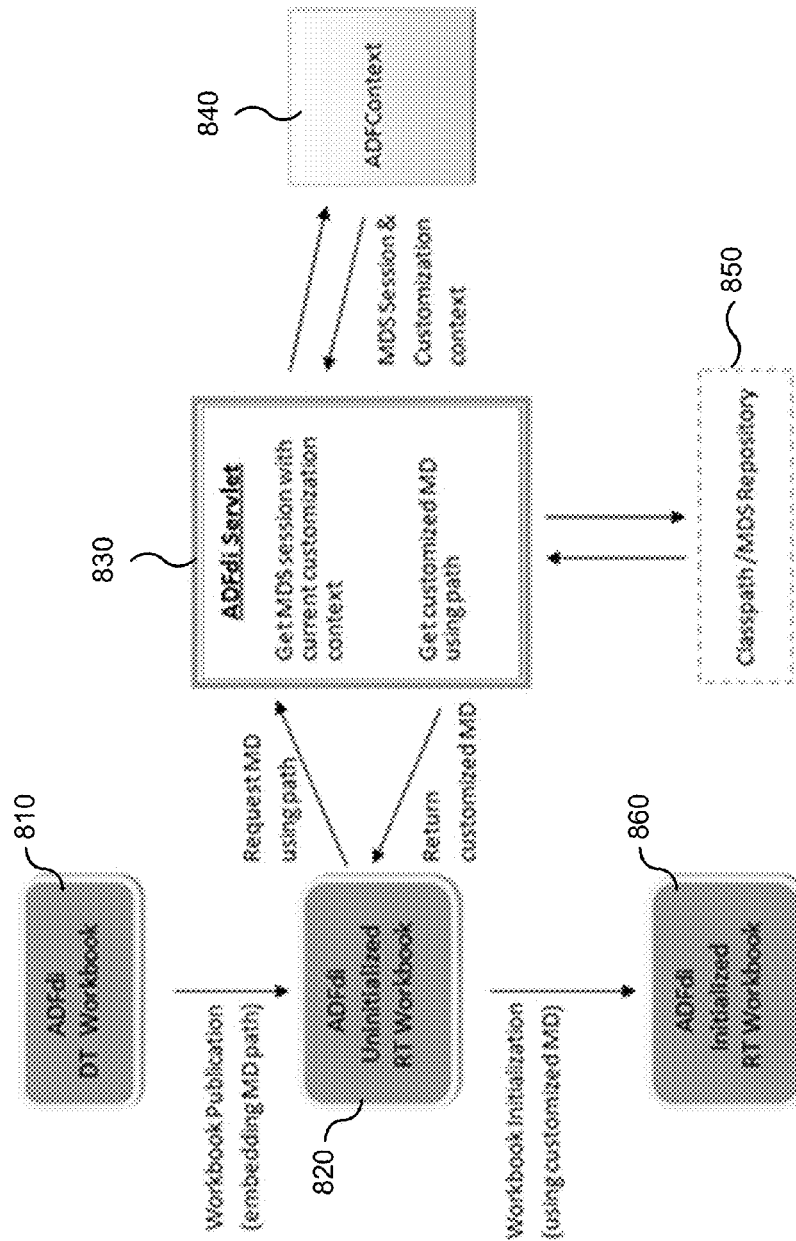 810
ADFdi
DT Workbook
Workbook Publication
(embedding MD path)
820
ADFdi
Uninitialized
RT Workbook
Workbook Initialization
(using customized MD)
860
ADFdi
Initialized
RT Workbook
Request MD
using path
Return
customized MD
830
ADFdi Servlet
Get MDS session with
current customization
context
Get customized MD
using path
840
ADFContext
MDS Session &
Customization
context
850
Classpath/MDS Repository